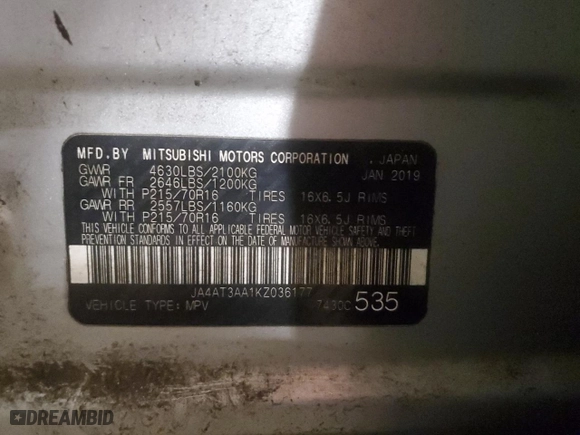 MFD.BY MITSUBISHI MOTORS CORPORATION , JAPAN
GVWR 4630LBS/2100KG JAN 2019
GAWR FR 2646LBS/1200KG
WITH P215/70R16 TIRES 16X6.5J RIMS
GAWR RR 2557LBS/1160KG
WITH P215/70R16 TIRES 16X6.5J RIMS
THIS VEHICLE CONFORMS TO ALL APPLICABLE FEDERAL MOTOR VEHICLE SAFETY, BUMPER, AND THEFT
PREVENTION STANDARDS IN EFFECT ON THE DATE OF MANUFACTURE SHOWN ABOVE.
JA4AT3AA1KZ036177
VEHICLE TYPE: MPV 7430C 535
DREAMBID